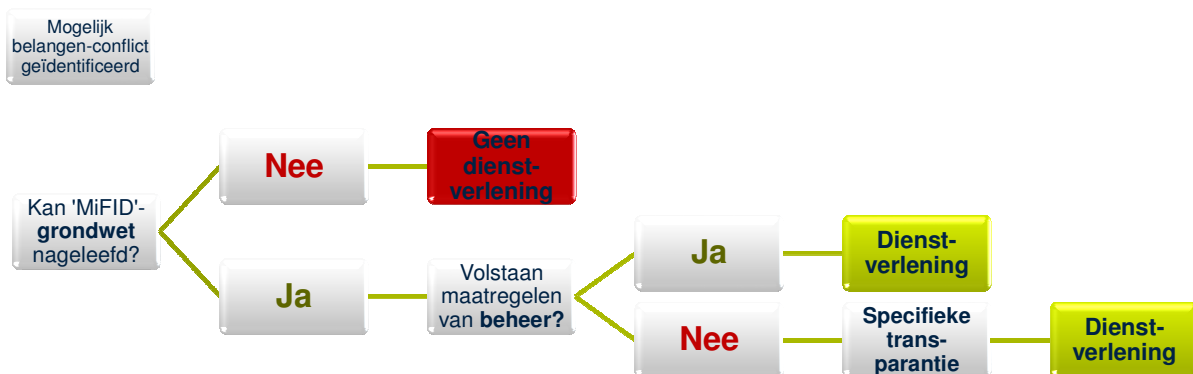 Mogelijk
belangen-conflict
geïdentificeerd
Kan 'MiFID'-
grondwet
nageleefd?
Nee
Geen
dienst-
verlening
Ja
Volstaan
maatregelen
van beheer?
Ja
Dienst-
verlening
Nee
Specifieke
trans-
parantie
Dienst-
verlening